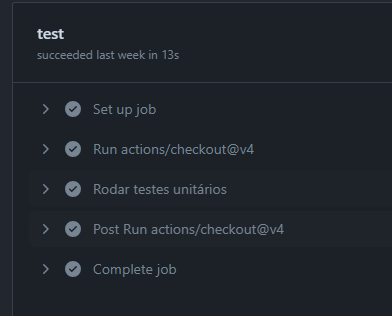 test
succeeded last week in 13s
Set up job
Run actions/checkout@v4
Rodar testes unitários
Post Run actions/checkout@v4
Complete job